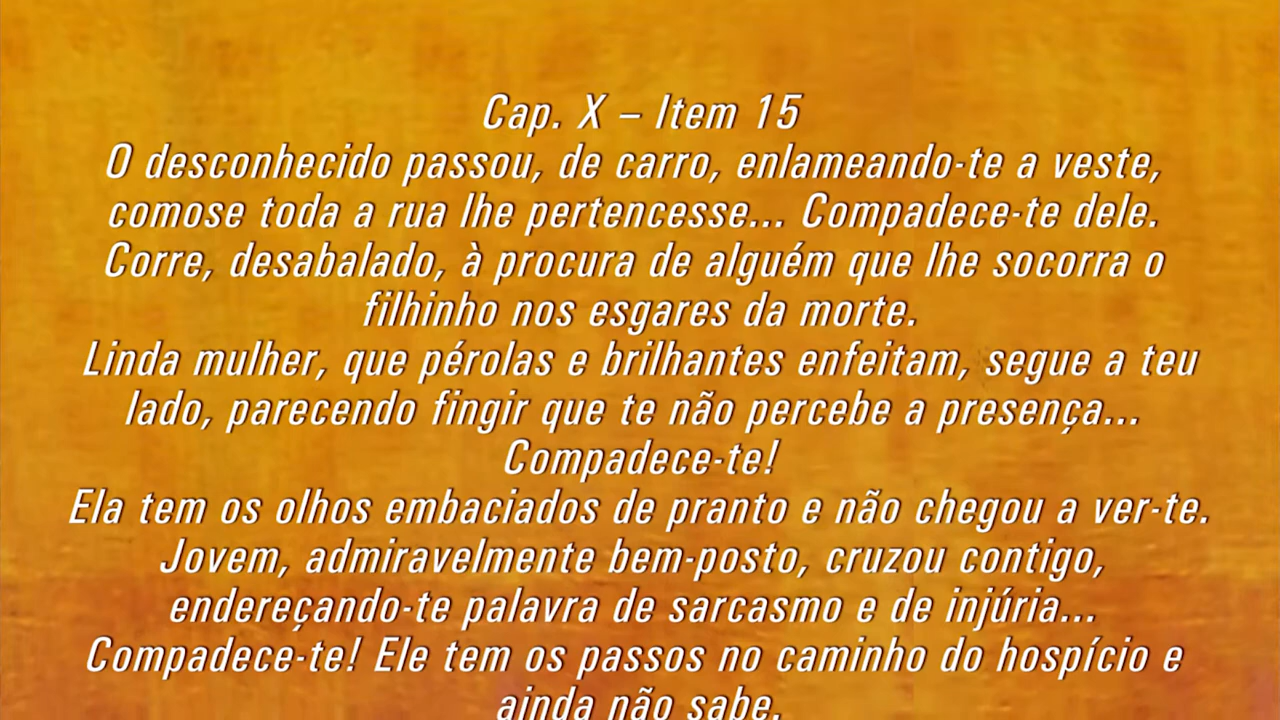 Cap. X – Item 15
O desconhecido passou, de carro, enlameando-te a veste,
comose toda a rua lhe pertencesse... Compadece-te dele.
Corre, desabalado, à procura de alguém que lhe socorra o
filhinho nos esgares da morte.
Linda mulher, que pérolas e brilhantes enfeitam, segue a teu
lado, parecendo fingir que te não percebe a presença...
Compadece-te!
Ela tem os olhos embaciados de pranto e não chegou a ver-te.
Jovem, admiravelmente bem-posto, cruzou contigo,
endereçando-te palavra de sarcasmo e de injúria...
Compadece-te! Ele tem os passos no caminho do hospício e
ainda não sabe.